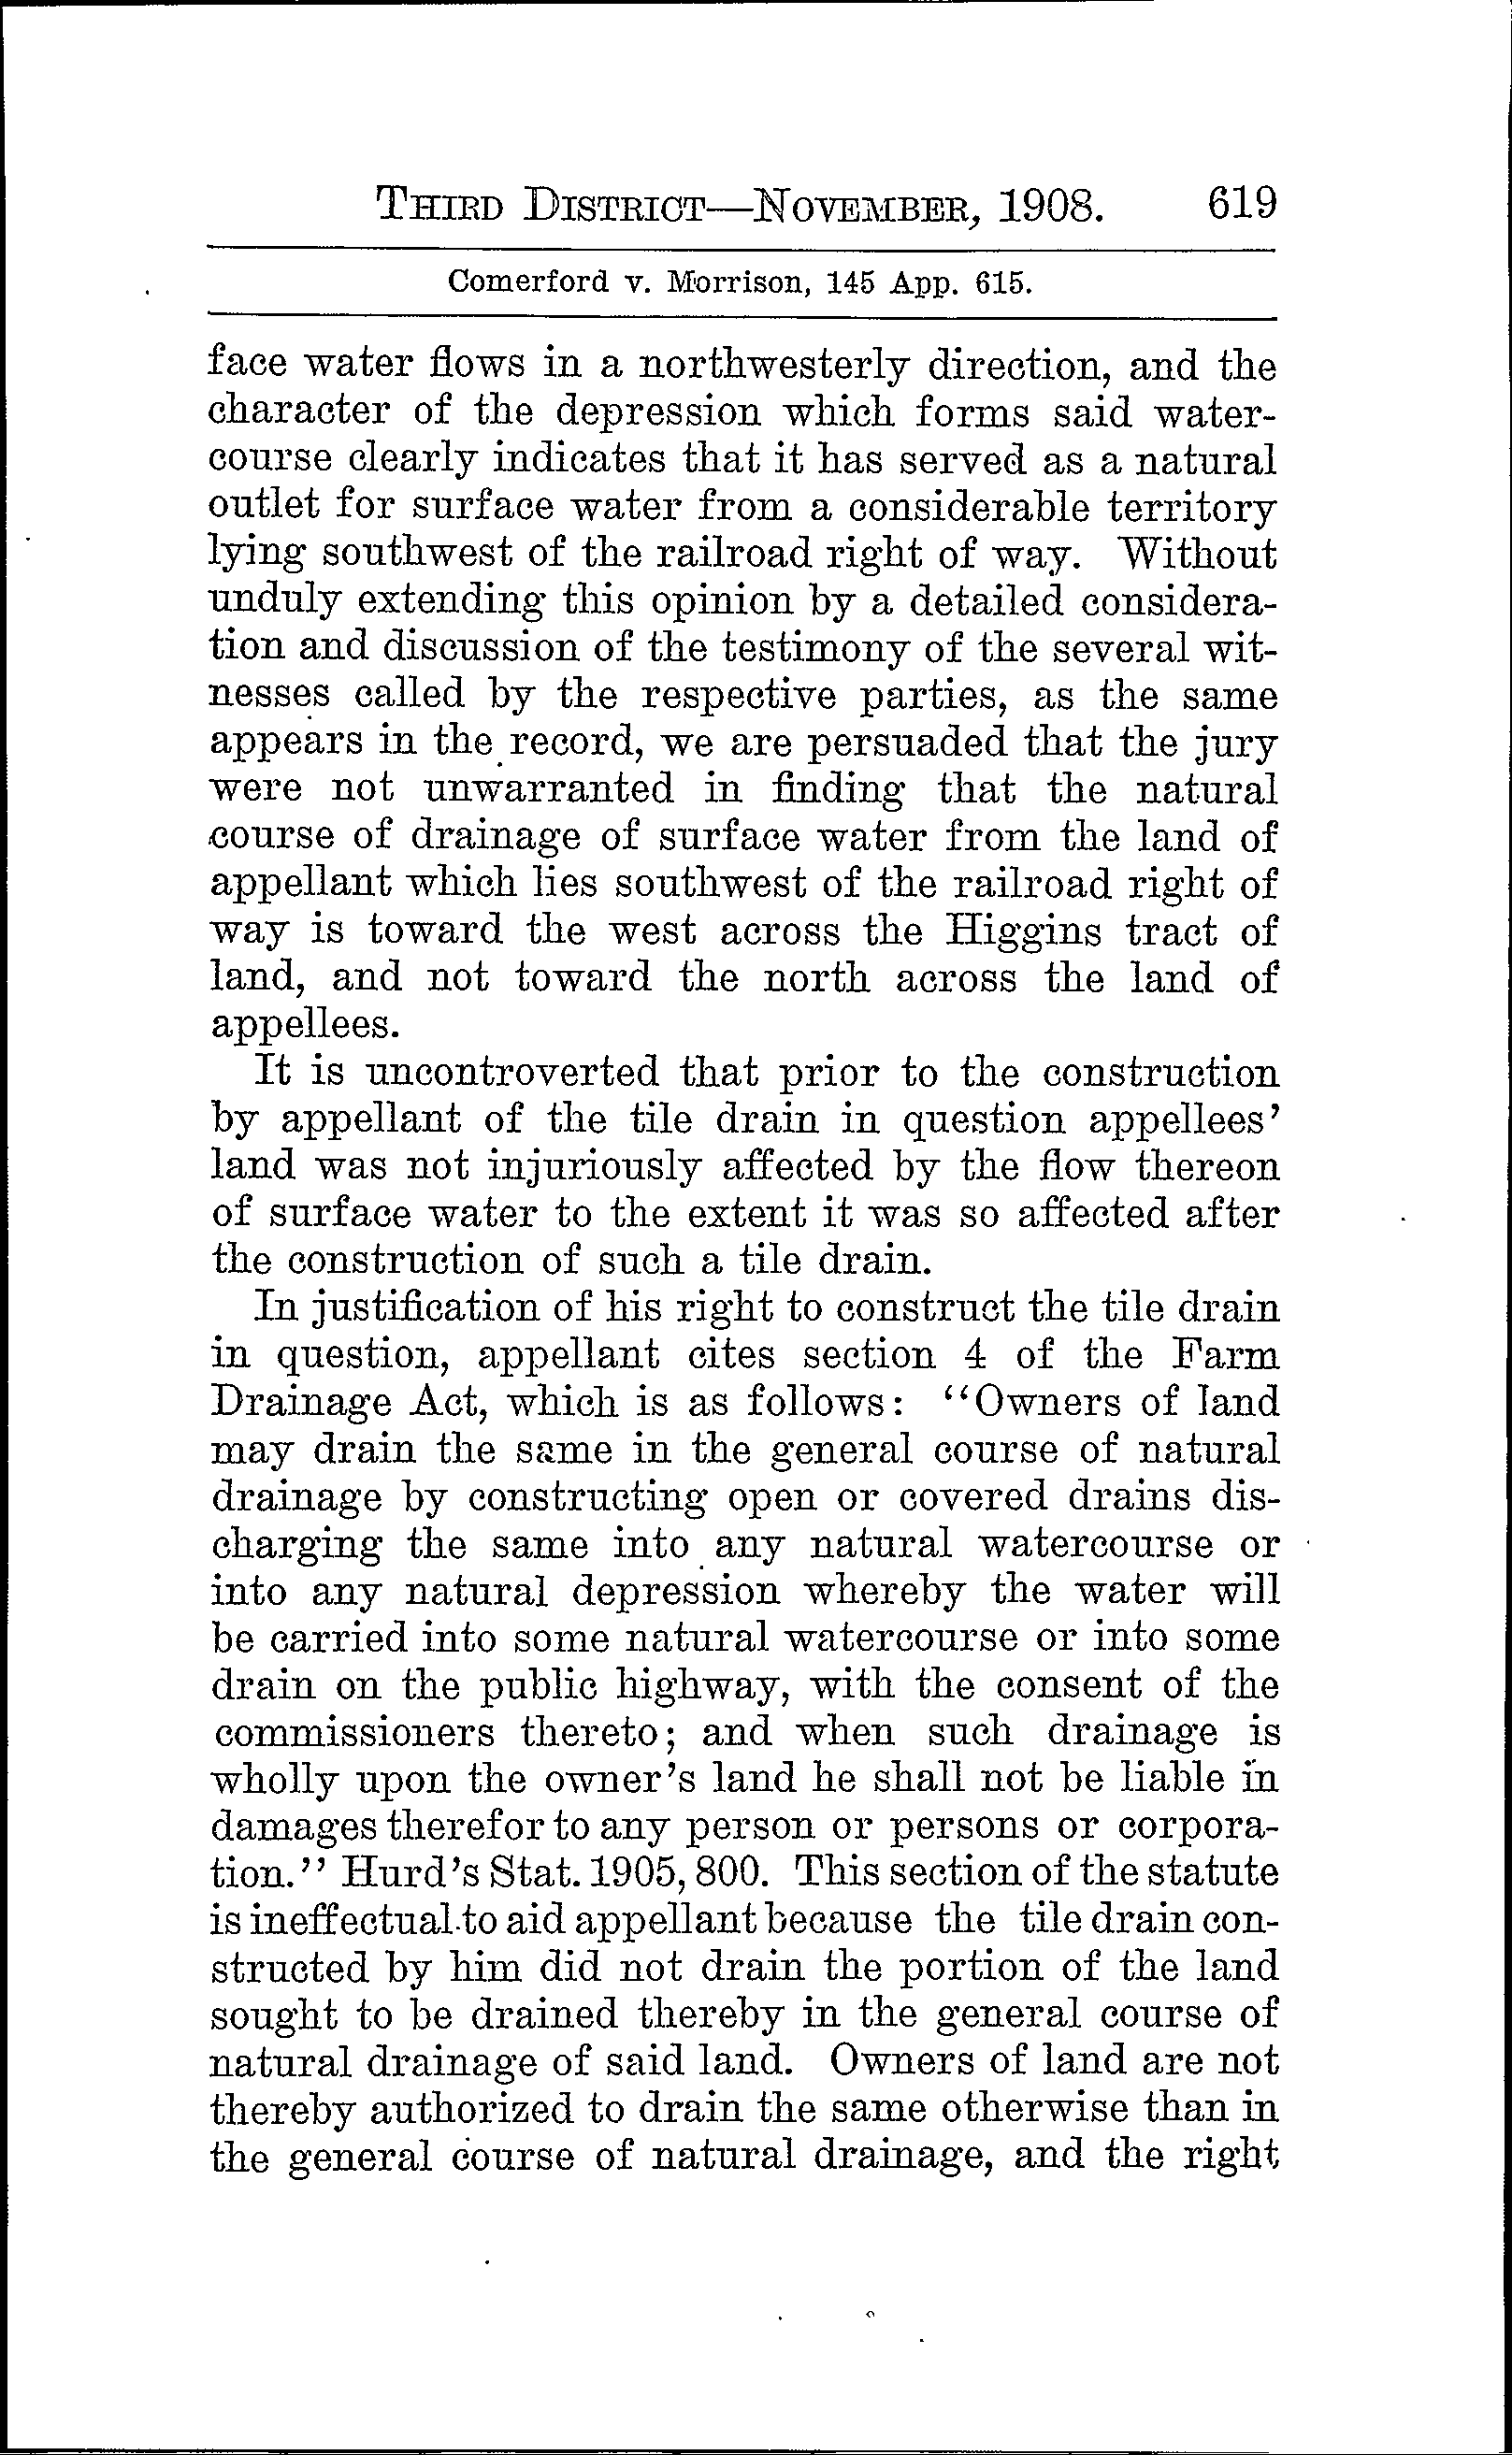 THIRD DISTRICT—NOVEMBER, 1908. 619
Comerford v. Morrison, 145 App. 615.
face water flows in a northwesterly direction, and the
character of the depression which forms said water-
course clearly indicates that it has served as a natural
outlet for surface water from a considerable territory
lying southwest of the railroad right of way. Without
unduly extending this opinion by a detailed considera-
tion and discussion of the testimony of the several wit-
nesses called by the respective parties, as the same
appears in the record, we are persuaded that the jury
were not unwarranted in finding that the natural
course of drainage of surface water from the land of
appellant which lies southwest of the railroad right of
way is toward the west across the Higgins tract of
land, and not toward the north across the land of
appellees.
It is uncontroverted that prior to the construction
by appellant of the tile drain in question appellees'
land was not injuriously affected by the flow thereon
of surface water to the extent it was so affected after
the construction of such a tile drain.
In justification of his right to construct the tile drain
in question, appellant cites section 4 of the Farm
Drainage Act, which is as follows: "Owners of land
may drain the same in the general course of natural
drainage by constructing open or covered drains dis-
charging the same into any natural watercourse or
into any natural depression whereby the water will
be carried into some natural watercourse or into some
drain on the public highway, with the consent of the
commissioners thereto; and when such drainage is
wholly upon the owner's land he shall not be liable in
damages therefor to any person or persons or corpora-
tion." Hurd's Stat. 1905, 800. This section of the statute
is ineffectual to aid appellant because the tile drain con-
structed by him did not drain the portion of the land
sought to be drained thereby in the general course of
natural drainage of said land. Owners of land are not
thereby authorized to drain the same otherwise than in
the general course of natural drainage, and the right